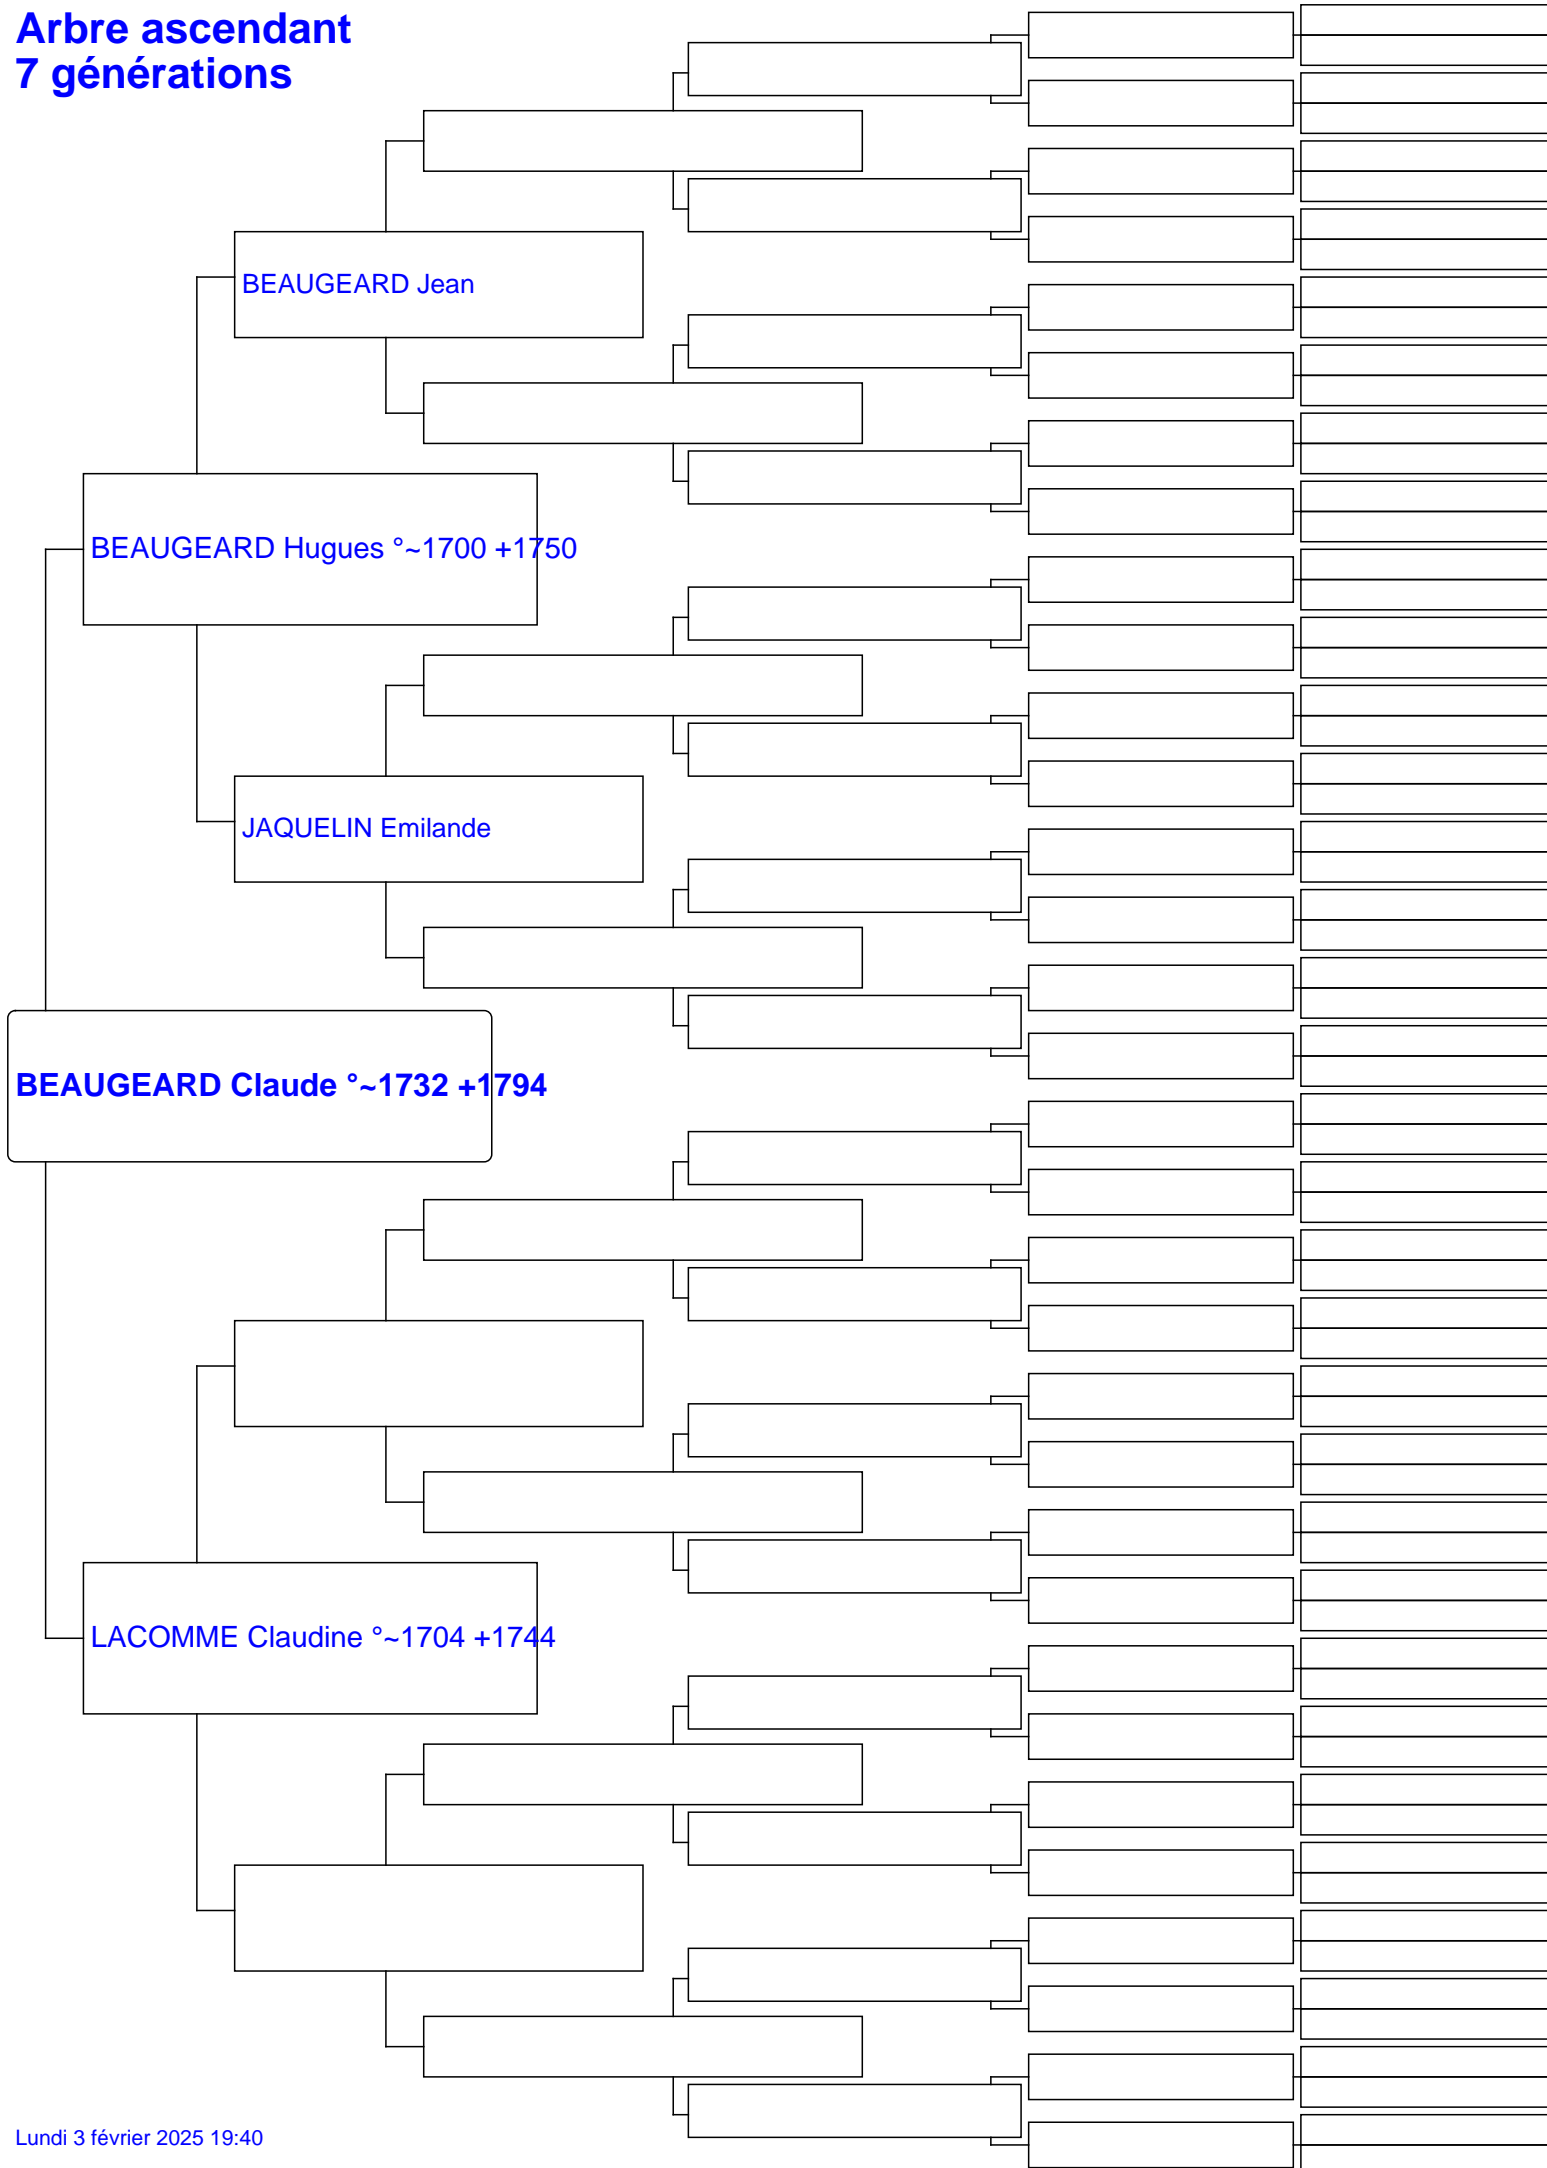 Arbre ascendant
7 générations
BEAUGEARD Jean
BEAUGEARD Hugues °~1700 +1750
JAQUELIN Emilande
BEAUGEARD Claude °~1732 +1794
LACOMME Claudine °~1704 +1744
Lundi 3 février 2025 19:40